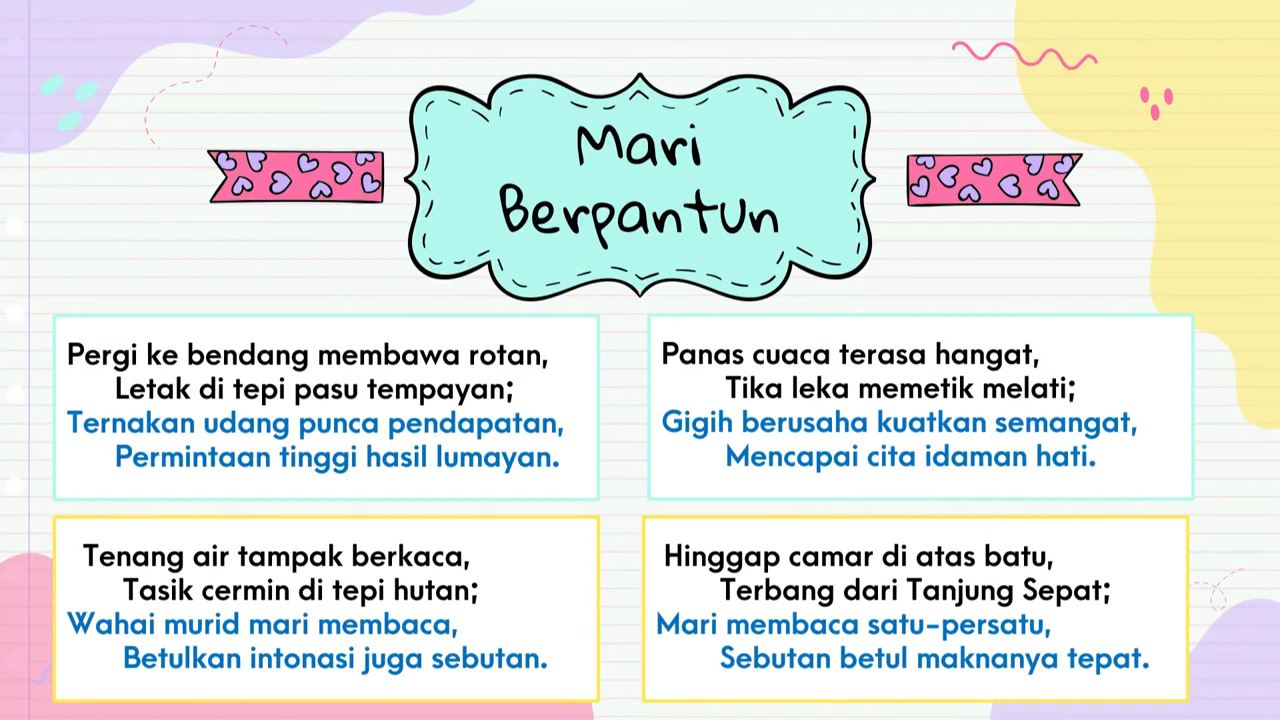 Mari
Berpantun
Pergi ke bendang membawa rotan,
Letak di tepi pasu tempayan;
Ternakan udang punca pendapatan,
Permintaan tinggi hasil lumayan.
Panas cuaca terasa hangat,
Tika leka memetik melati;
Gigih berusaha kuatkan semangat,
Mencapai cita idaman hati.
Tenang air tampak berkaca,
Tasik cermin di tepi hutan;
Wahai murid mari membaca,
Betulkan intonasi juga sebutan.
Hinggap camar di atas batu,
Terbang dari Tanjung Sepat;
Mari membaca satu-persatu,
Sebutan betul maknanya tepat.